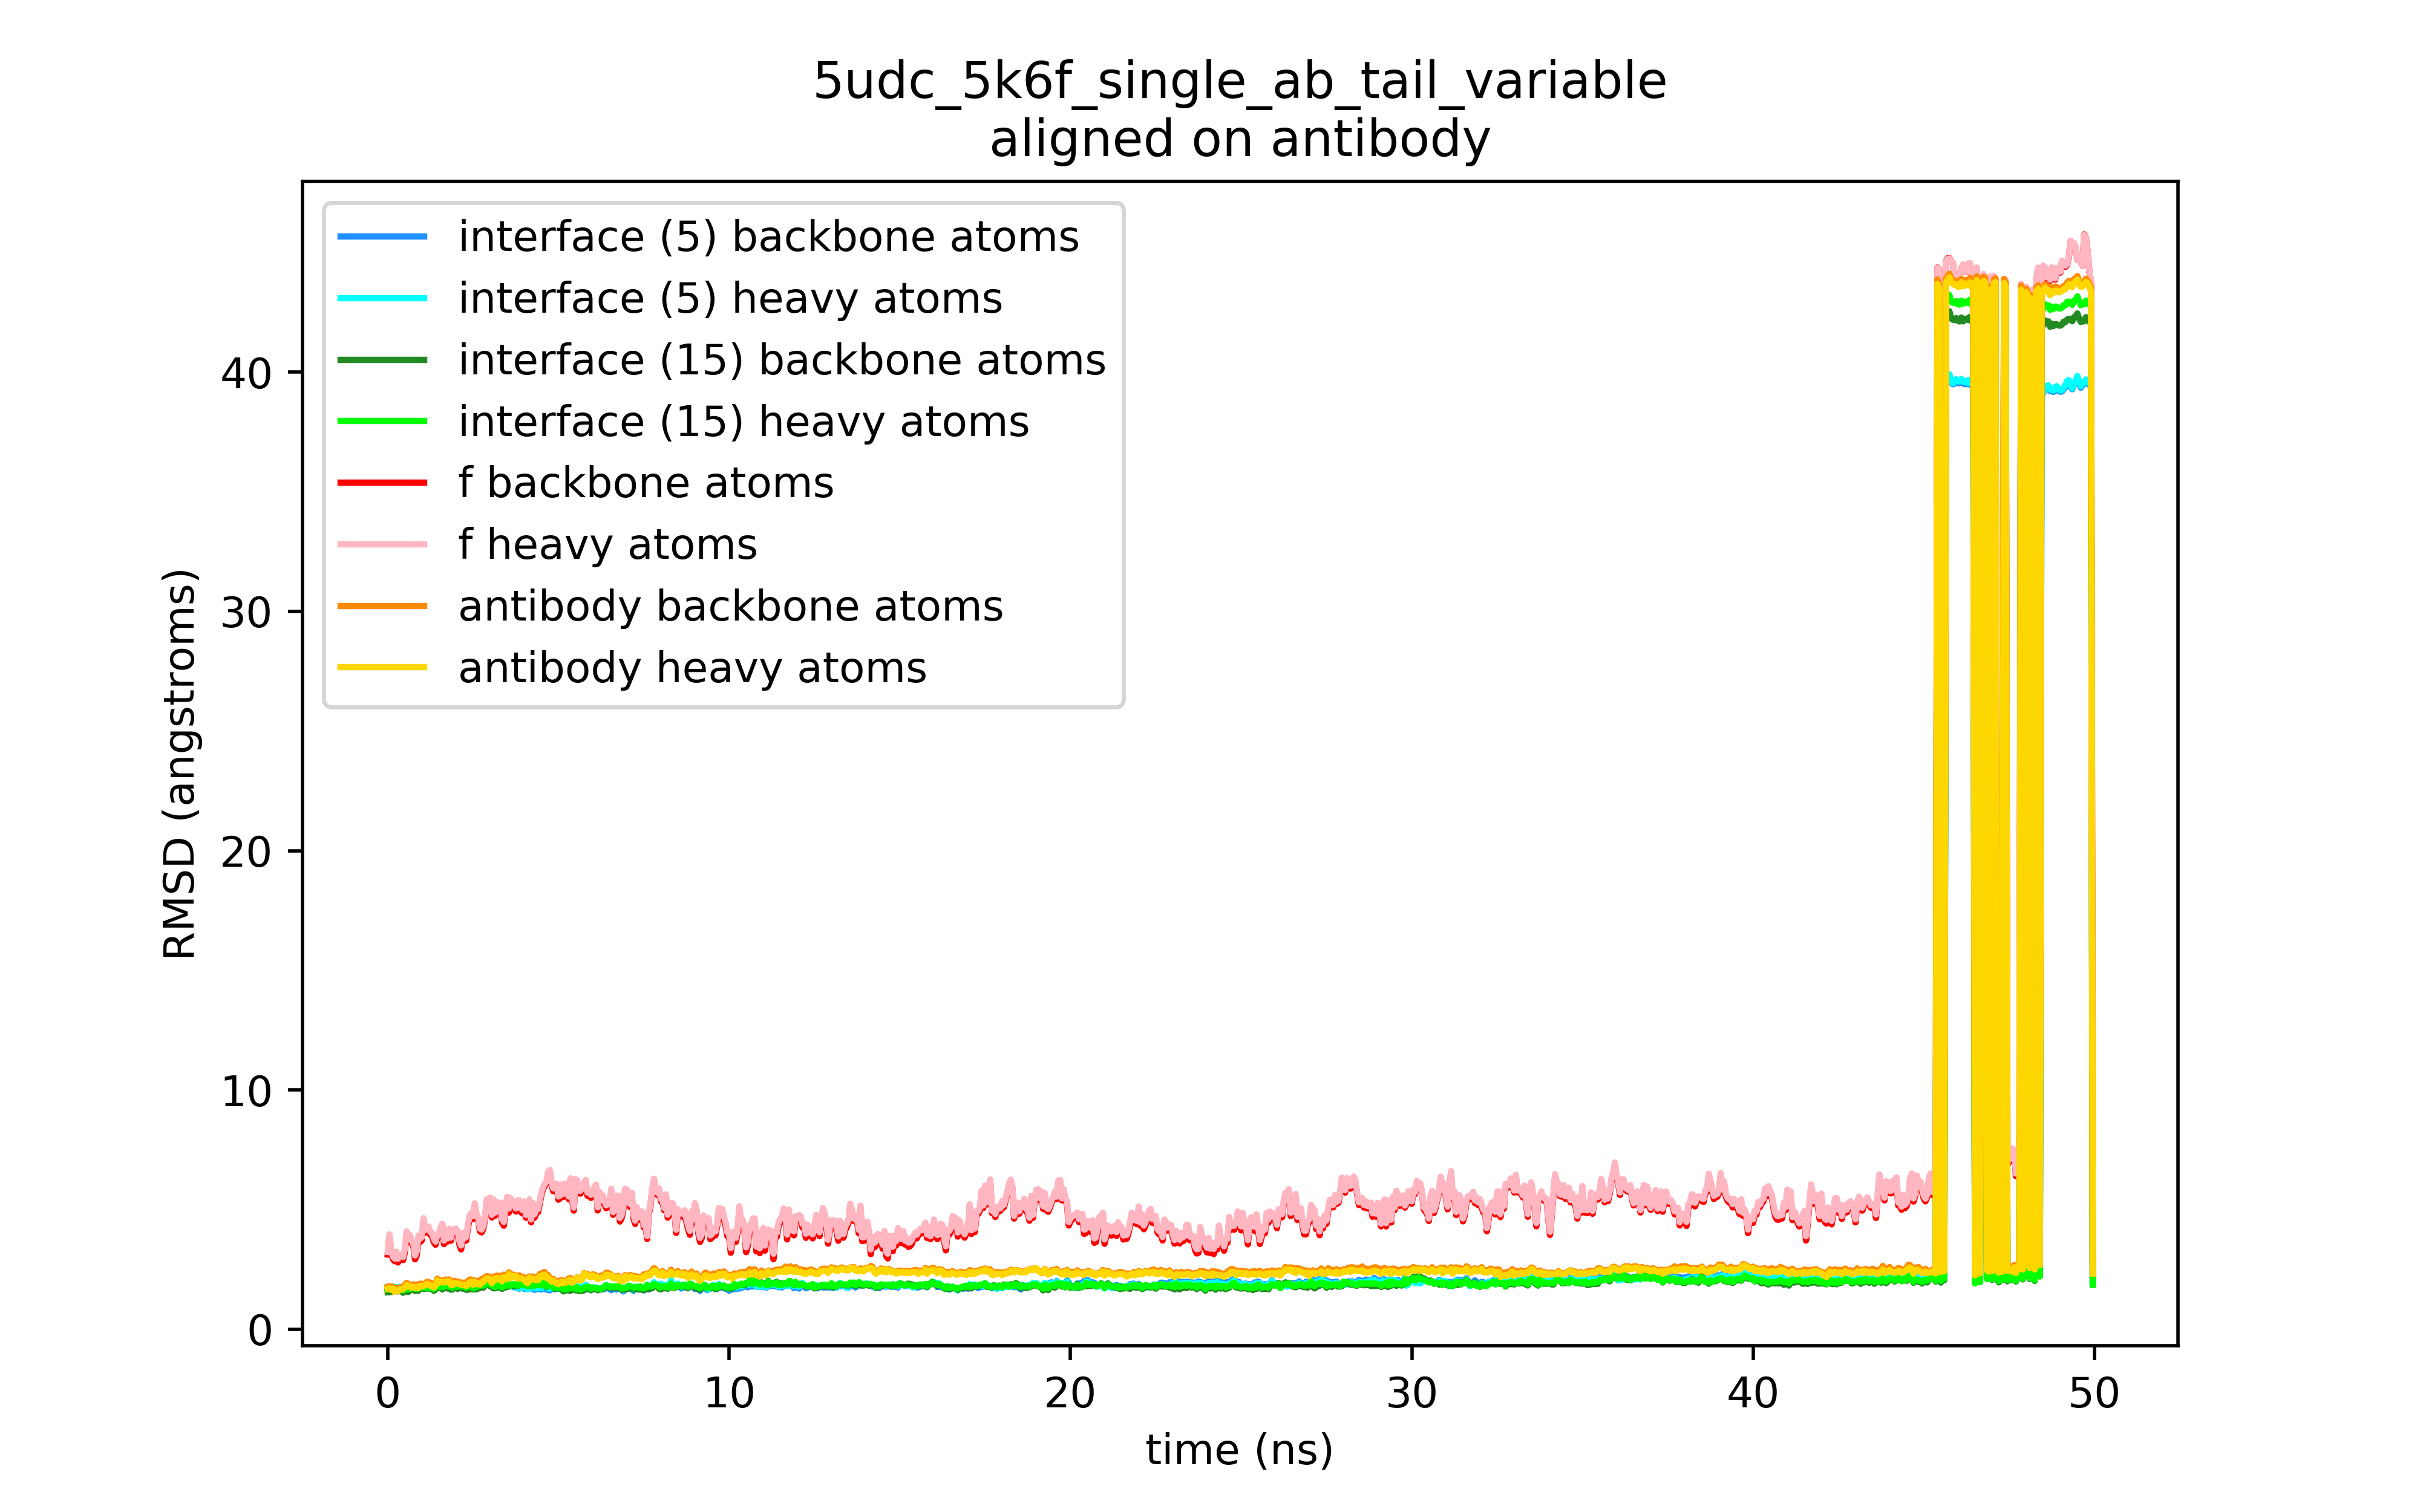 5udc_5k6f_single_ab_tail_variable
aligned on antibody
interface (5) backbone atoms
interface (5) heavy atoms
interface (15) backbone atoms
interface (15) heavy atoms
f backbone atoms
f heavy atoms
antibody backbone atoms
antibody heavy atoms
RMSD (angstroms)
40
30
20
10
0
0 10 20 30 40 50
time (ns)